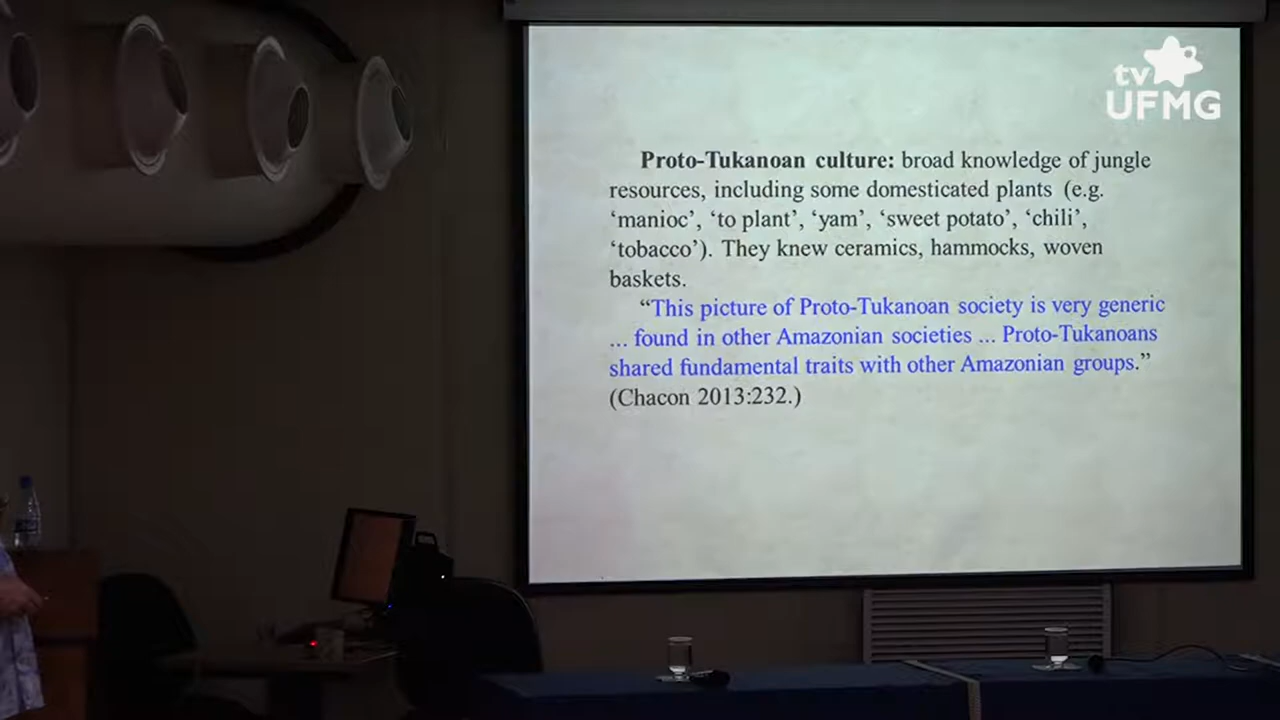 tv
UFMG
Proto-Tukanoan culture: broad knowledge of jungle
resources, including some domesticated plants (e.g.
‘manioc’, ‘to plant’, ‘yam’, ‘sweet potato’, ‘chili’,
‘tobacco’). They knew ceramics, hammocks, woven
baskets.
“This picture of Proto-Tukanoan society is very generic
... found in other Amazonian societies ... Proto-Tukanoans
shared fundamental traits with other Amazonian groups.”
(Chacon 2013:232.)